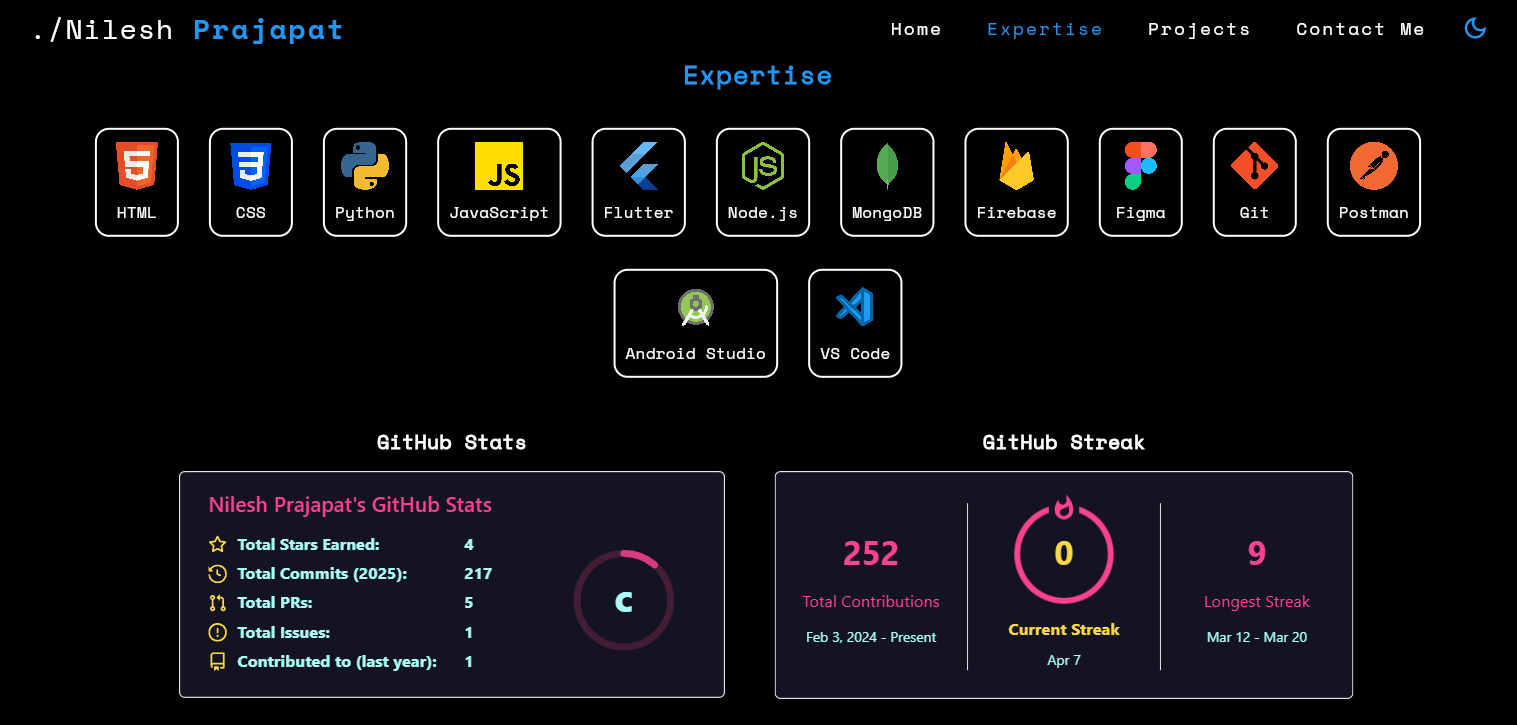 ./Nilesh Prajapat Home Expertise Projects Contact Me
Expertise
HTML CSS Python JS JavaScript Flutter JS Node.js MongoDB Firebase Figma Git Postman
Android Studio VS Code
GitHub Stats
Nilesh Prajapat's GitHub Stats
Total Stars Earned: 4
Total Commits (2025): 217
Total PRs: 5
Total Issues: 1
Contributed to (last year): 1
C
GitHub Streak
252
Total Contributions
Feb 3, 2024 - Present
0
Current Streak
Apr 7
9
Longest Streak
Mar 12 - Mar 20